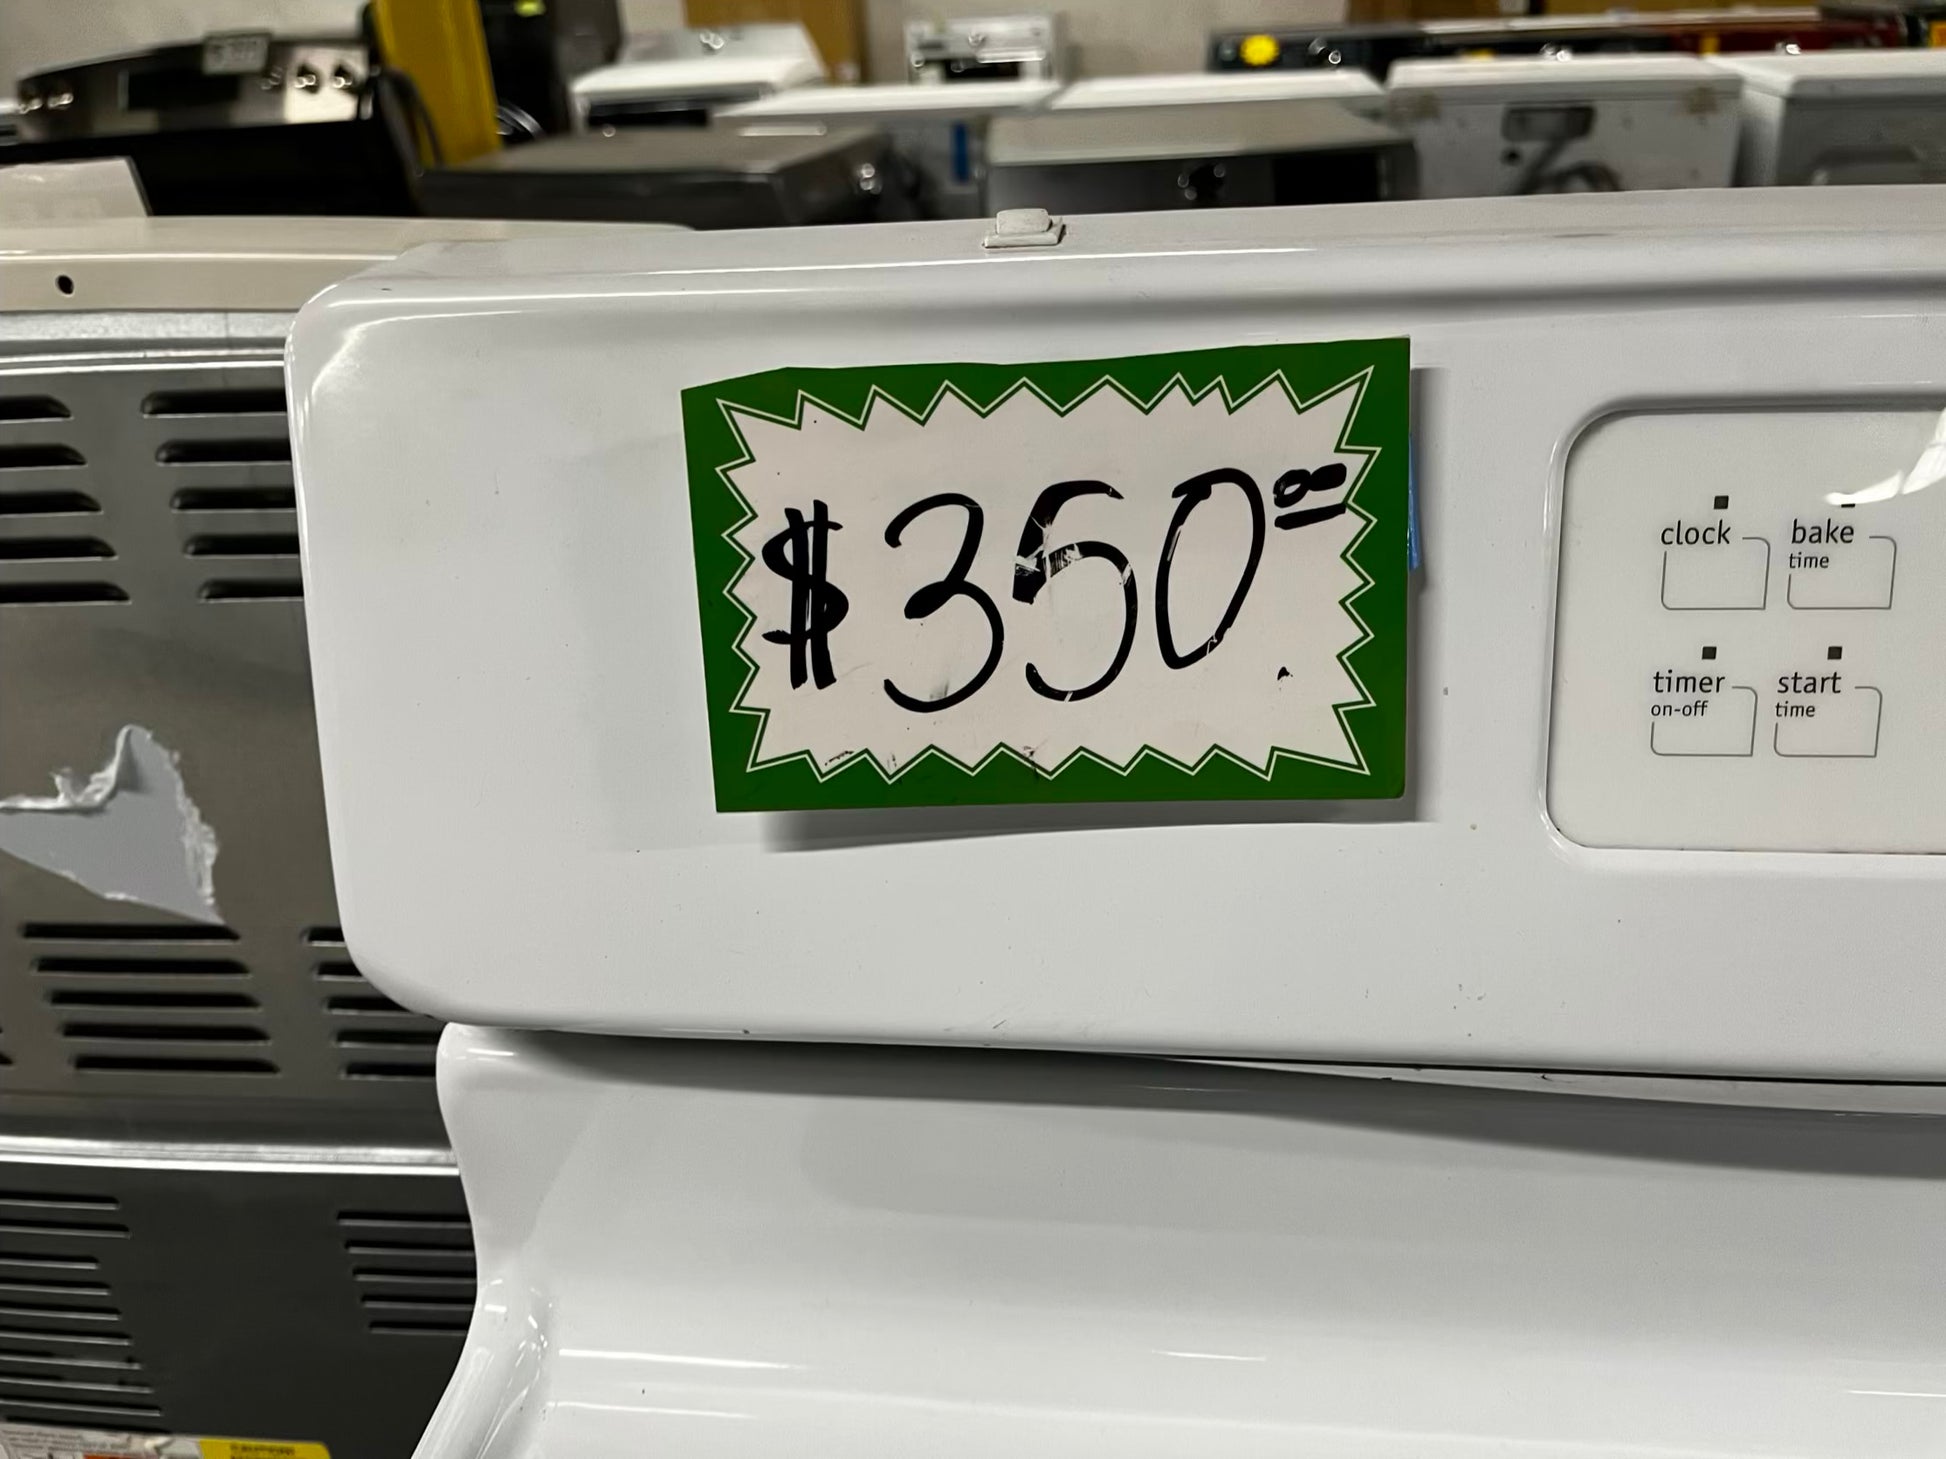 $350.00
clock
bake
time
timer
on-off
start
time